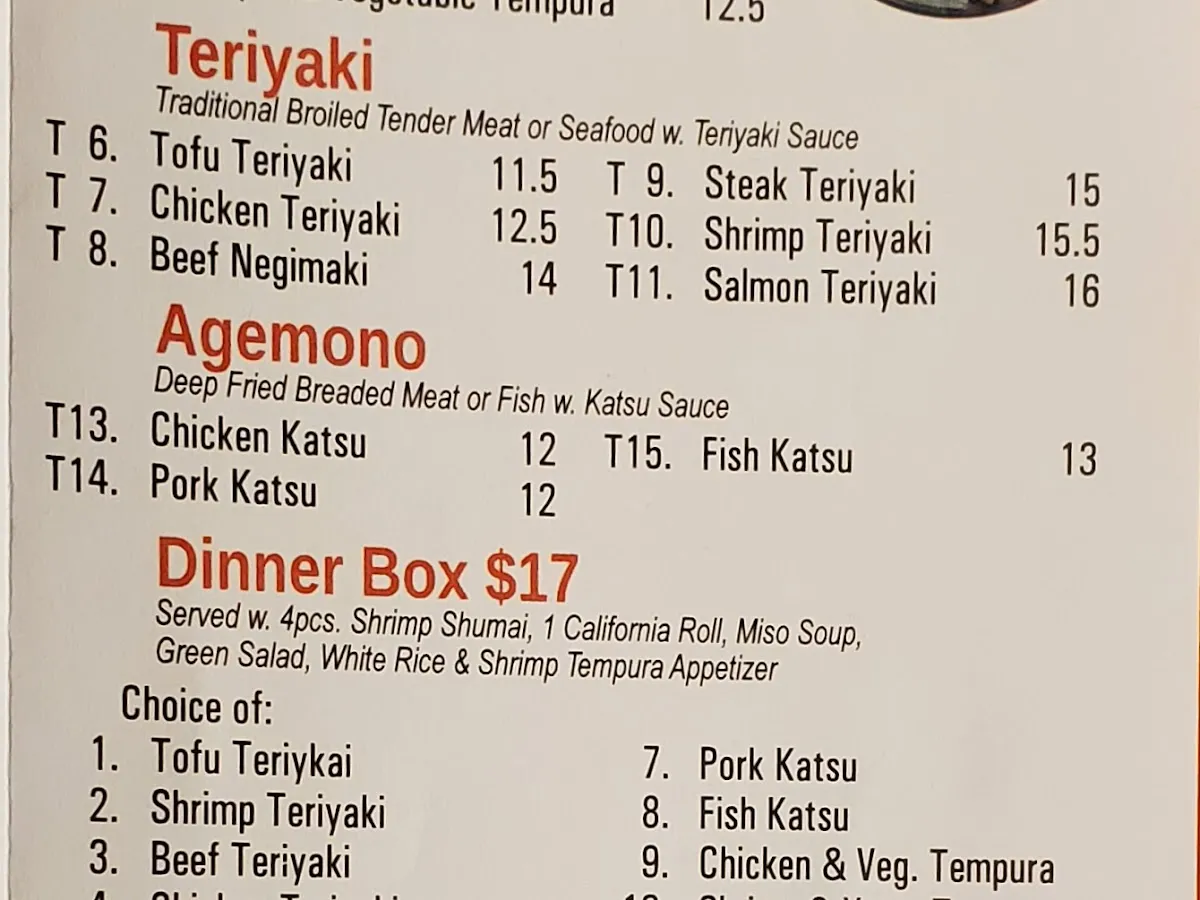 Vegetable Tempura 12.5
Teriyaki
Traditional Broiled Tender Meat or Seafood w. Teriyaki Sauce
T 6. Tofu Teriyaki 11.5 T 9. Steak Teriyaki 15
T 7. Chicken Teriyaki 12.5 T10. Shrimp Teriyaki 15.5
T 8. Beef Negimaki 14 T11. Salmon Teriyaki 16
Agemono
Deep Fried Breaded Meat or Fish w. Katsu Sauce
T13. Chicken Katsu 12 T15. Fish Katsu 13
T14. Pork Katsu 12
Dinner Box $17
Served w. 4pcs. Shrimp Shumai, 1 California Roll, Miso Soup,
Green Salad, White Rice & Shrimp Tempura Appetizer
Choice of:
1. Tofu Teriykai 7. Pork Katsu
2. Shrimp Teriyaki 8. Fish Katsu
3. Beef Teriyaki 9. Chicken & Veg. Tempura